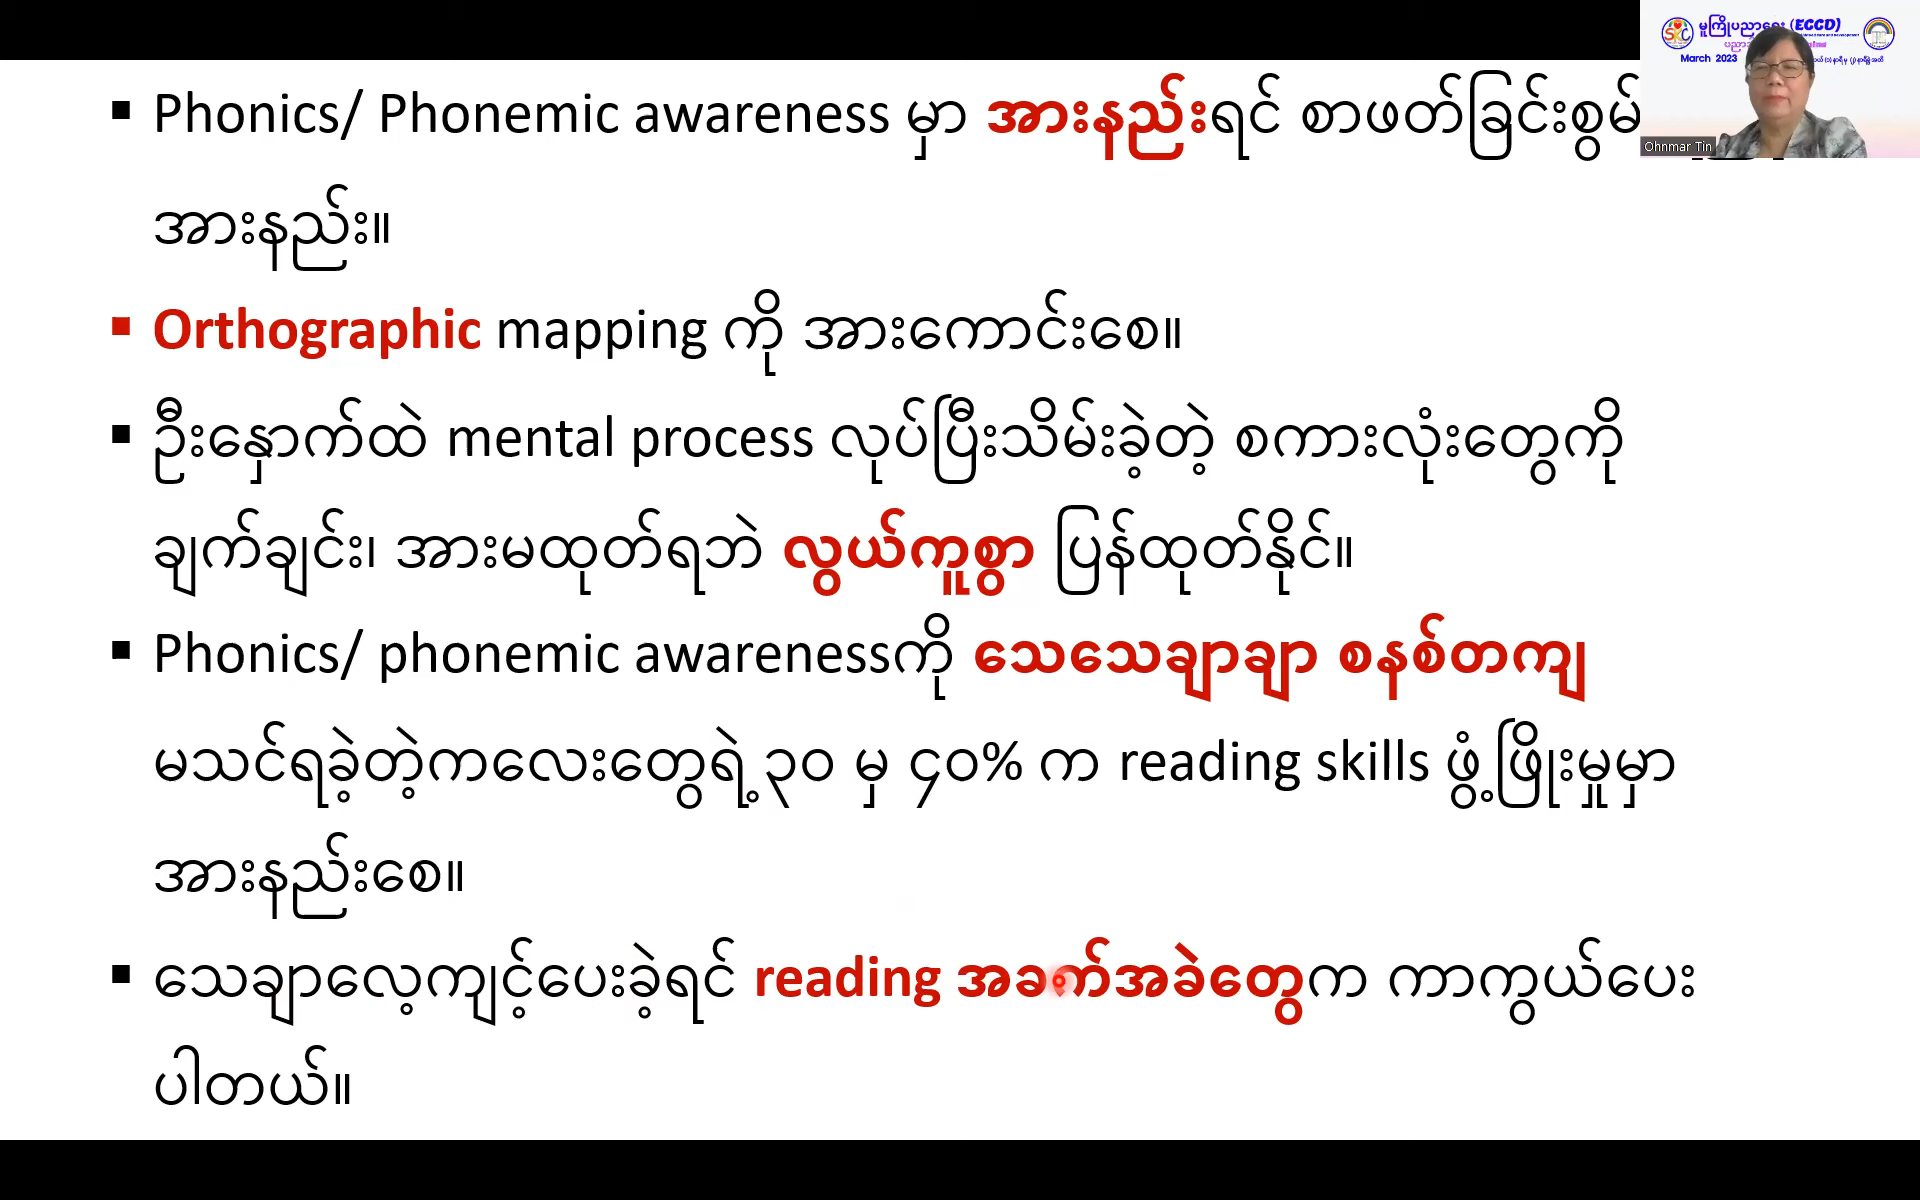 Phonics/ Phonemic awareness မှာ အားနည်းရင် စာဖတ်ခြင်းစွမ်
အားနည်း။
Orthographic mapping ကို အားကောင်းစေ။
ဦးနှောက်ထဲ mental process လုပ်ပြီးသိမ်းခဲ့တဲ့ စကားလုံးတွေကို
ချက်ချင်း၊ အားမထုတ်ရဘဲ လွယ်ကူစွာ ပြန်ထုတ်နိုင်။
Phonics/ phonemic awarenessကို သေသေချာချာ စနစ်တကျ
မသင်ရခဲ့တဲ့ကလေးတွေရဲ့၃၀ မှ ၄၀% က reading skills ဖွံ့ဖြိုးမှုမှာ
အားနည်းစေ။
သေချာလေ့ကျင့်ပေးခဲ့ရင် reading အခက်အခဲတွေက ကာကွယ်ပေး
ပါတယ်။
မူကြိုပညာရေး (ECCD)
March 2023
Ohnmar Tin